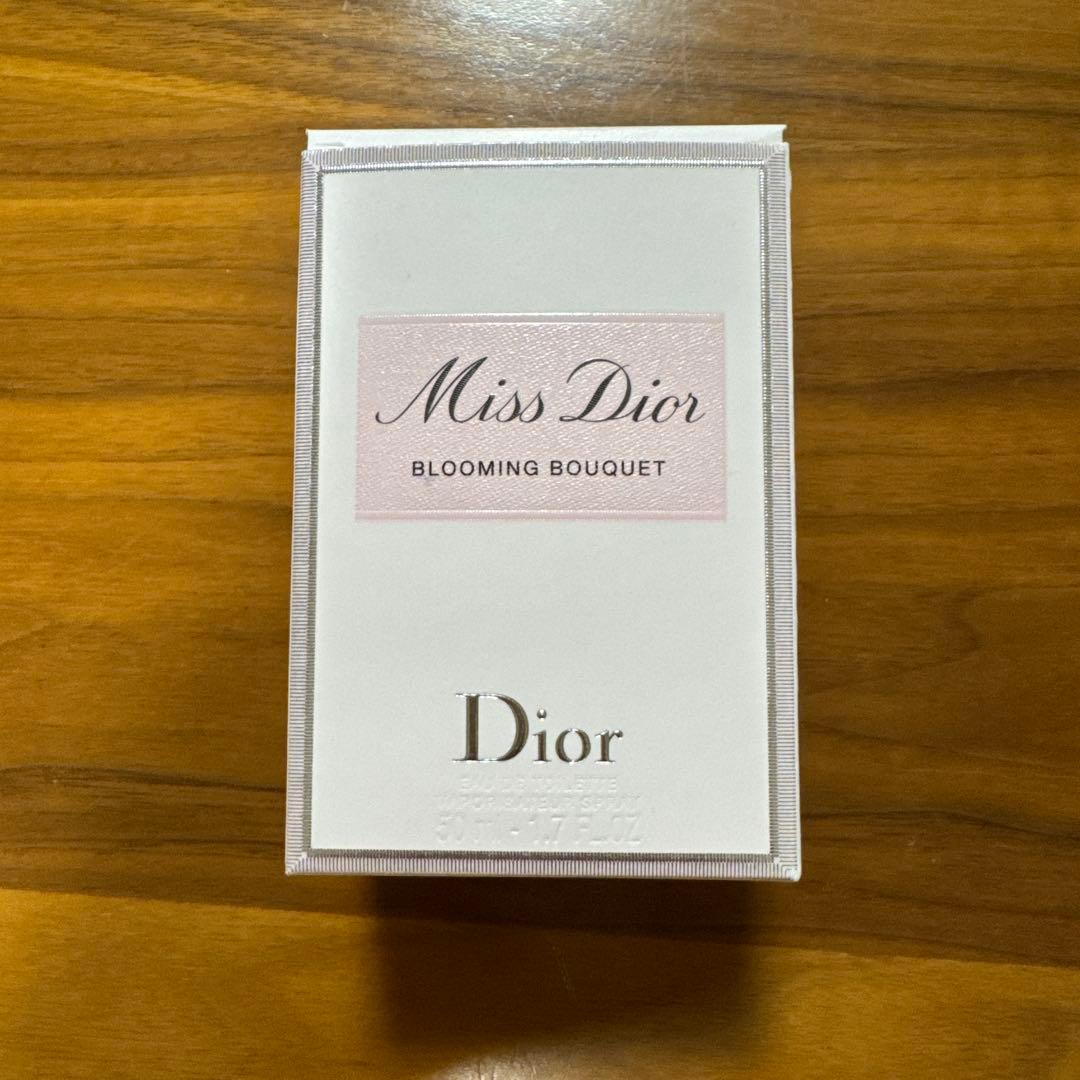 Miss Dior
BLOOMING BOUQUET
Dior
EAU DE TOILETTE
VAPORISATEUR SPRAY
50 ml - 1.7 FL.OZ